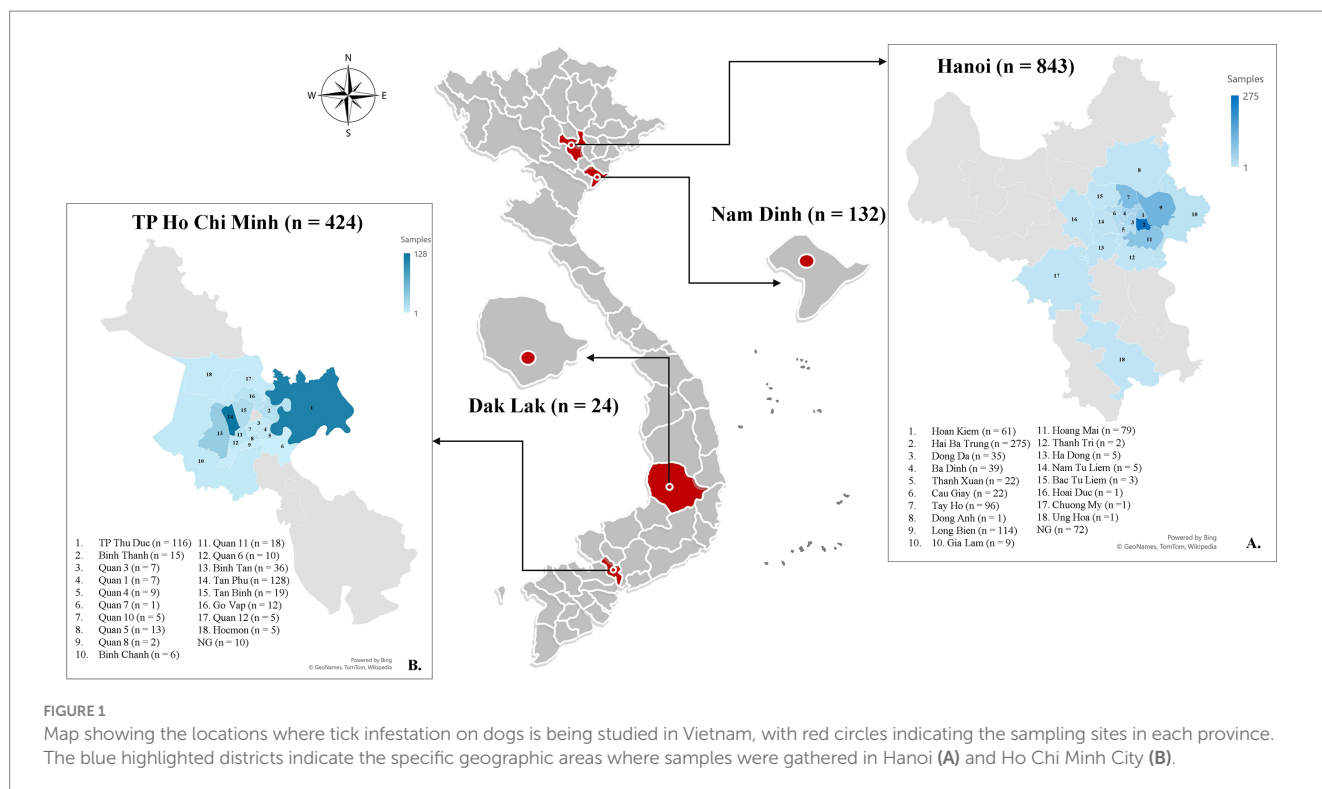 N
W E
S
Hanoi (n = 843)
Samples
275
1
8
15
7
9
10
16
14
6
4
1
3
2
5
11
13
12
17
18
1. Hoan Kiem (n = 61)
2. Hai Ba Trung (n = 275)
3. Dong Da (n = 35)
4. Ba Dinh (n = 39)
5. Thanh Xuan (n = 22)
6. Cau Giay (n = 22)
7. Tay Ho (n = 96)
8. Dong Anh (n = 1)
9. Long Bien (n = 114)
10. 10. Gia Lam (n = 9)
11. Hoang Mai (n = 79)
12. Thanh Tri (n = 2)
13. Ha Dong (n = 5)
14. Nam Tu Liem (n = 5)
15. Bac Tu Liem (n = 3)
16. Hoai Duc (n = 1)
17. Chuong My (n =1)
18. Ung Hoa (n =1)
NG (n = 72)
Powered by Bing
© GeoNames, TomTom, Wikipedia
A.
Nam Dinh (n = 132)
Dak Lak (n = 24)
TP Ho Chi Minh (n = 424)
Samples
128
1
18
17
16
15
2
1
14
3
13
7
4
11
8
5
12
9
6
10
1. TP Thu Duc (n = 116)
2. Binh Thanh (n = 15)
3. Quan 3 (n = 7)
4. Quan 1 (n = 7)
5. Quan 4 (n = 9)
6. Quan 7 (n = 1)
7. Quan 10 (n = 5)
8. Quan 5 (n = 13)
9. Quan 8 (n = 2)
10. Binh Chanh (n = 6)
11. Quan 11 (n = 18)
12. Quan 6 (n = 10)
13. Binh Tan (n = 36)
14. Tan Phu (n = 128)
15. Tan Binh (n = 19)
16. Go Vap (n = 12)
17. Quan 12 (n = 5)
18. Hocmon (n = 5)
NG (n = 10)
Powered by Bing
© GeoNames, TomTom, Wikipedia
B.
FIGURE 1
Map showing the locations where tick infestation on dogs is being studied in Vietnam, with red circles indicating the sampling sites in each province.
The blue highlighted districts indicate the specific geographic areas where samples were gathered in Hanoi (A) and Ho Chi Minh City (B).